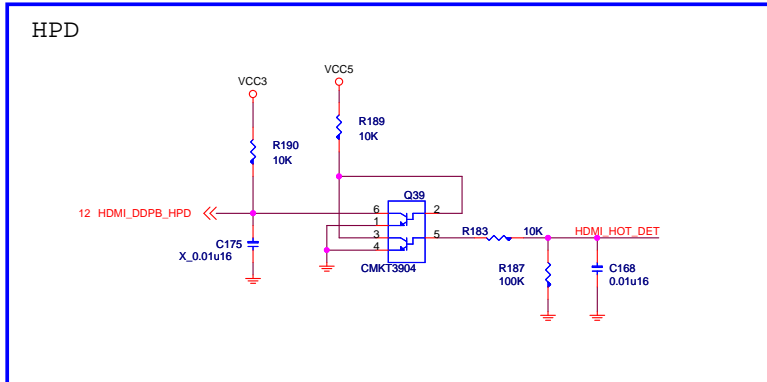 HPD
VCC3
VCC5
R189
10K
R190
10K
Q39
12 HDMI_DDPB_HPD
6
2
1
R183
10K
HDMI_HOT_DET
3
5
4
C175
X_0.01u16
CMKT3904
R187
100K
C168
0.01u16